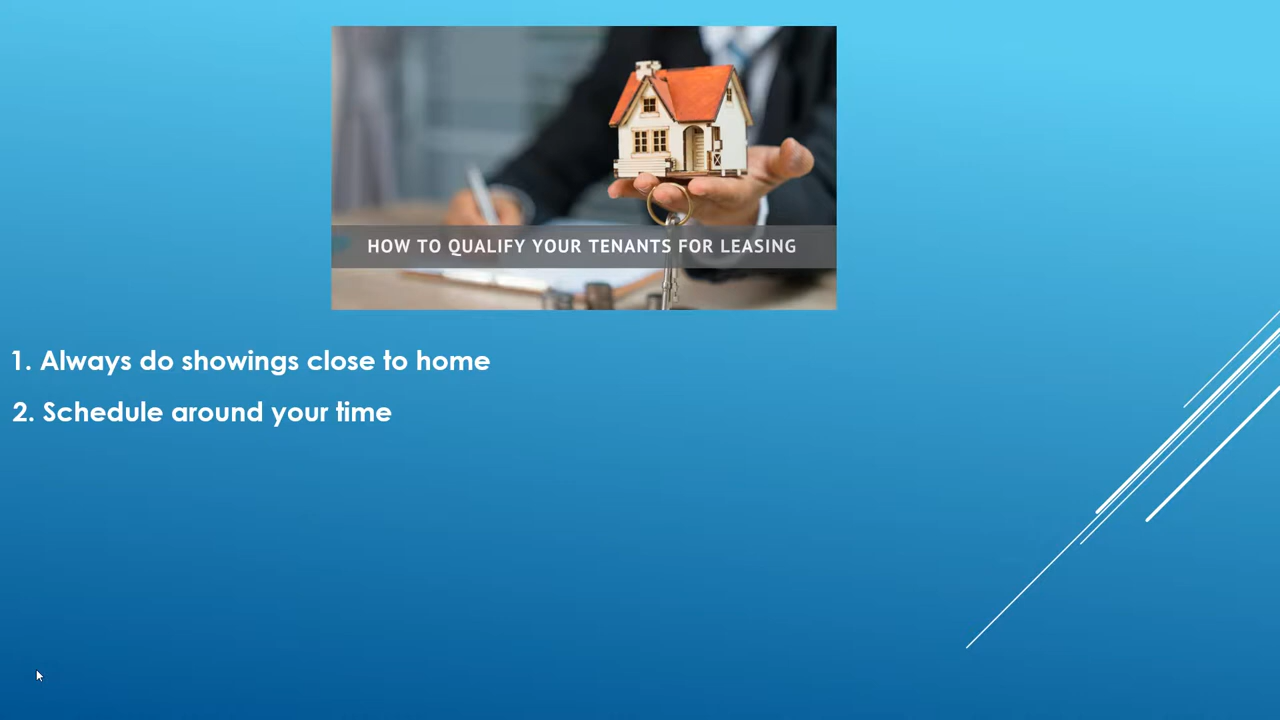 HOW TO QUALIFY YOUR TENANTS FOR LEASING
1. Always do showings close to home
2. Schedule around your time